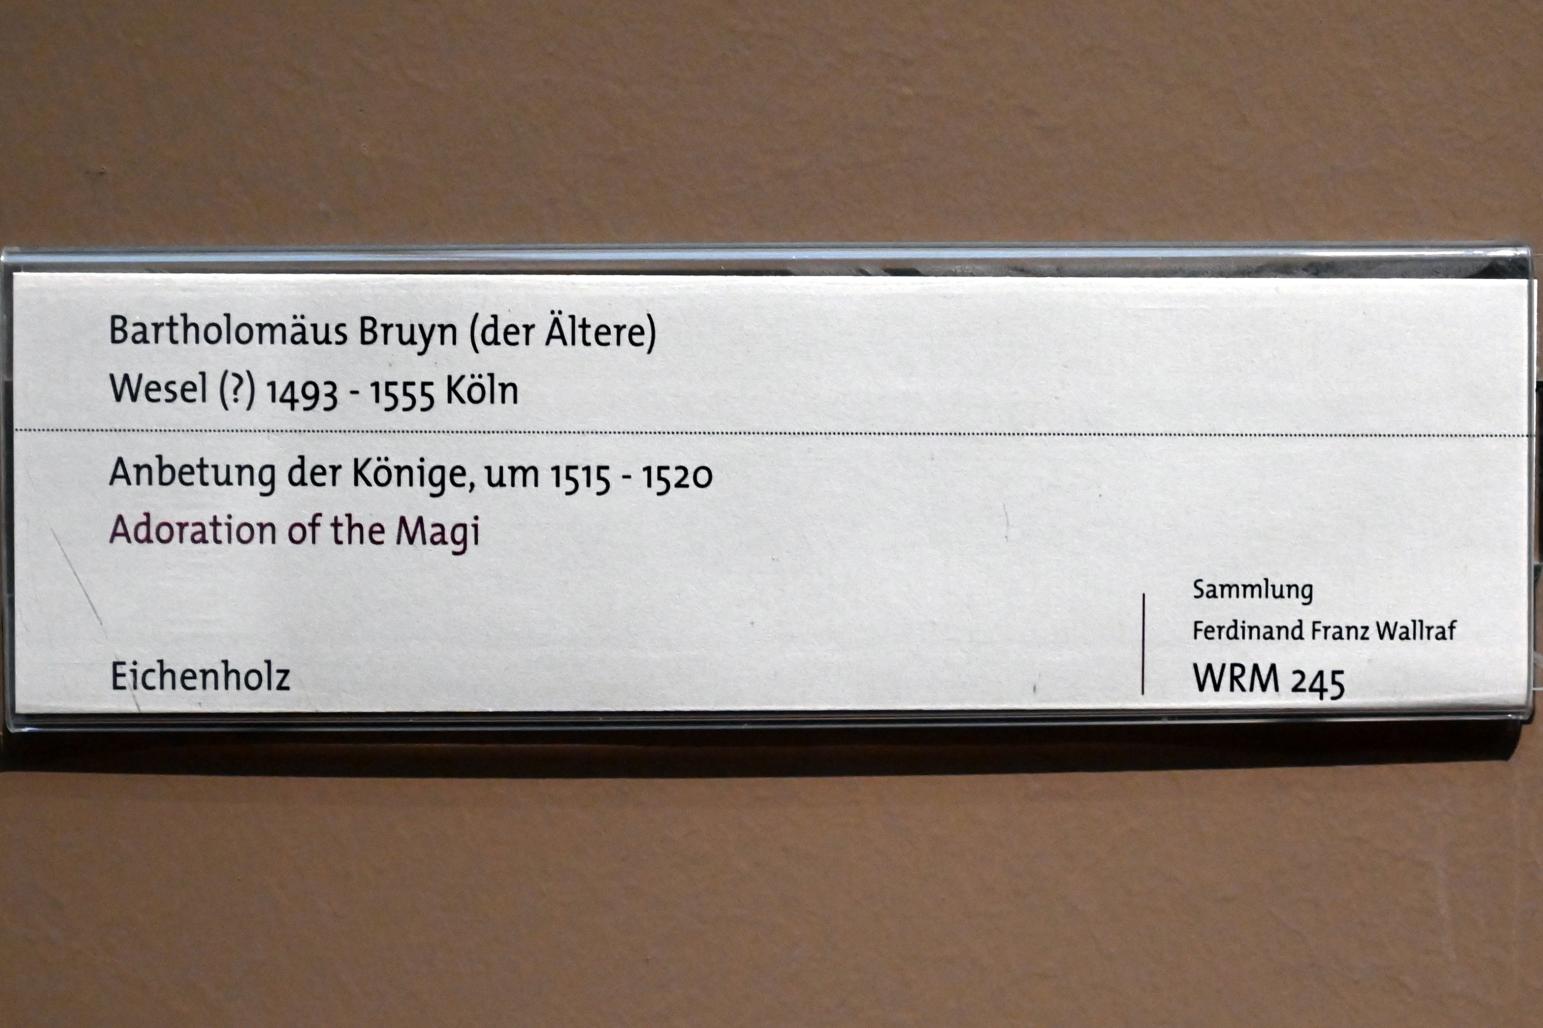 Bartholomäus Bruyn (der Ältere)
Wesel (?) 1493 - 1555 Köln
Anbetung der Könige, um 1515 - 1520
Adoration of the Magi
Eichenholz
Sammlung
Ferdinand Franz Wallraf
WRM 245